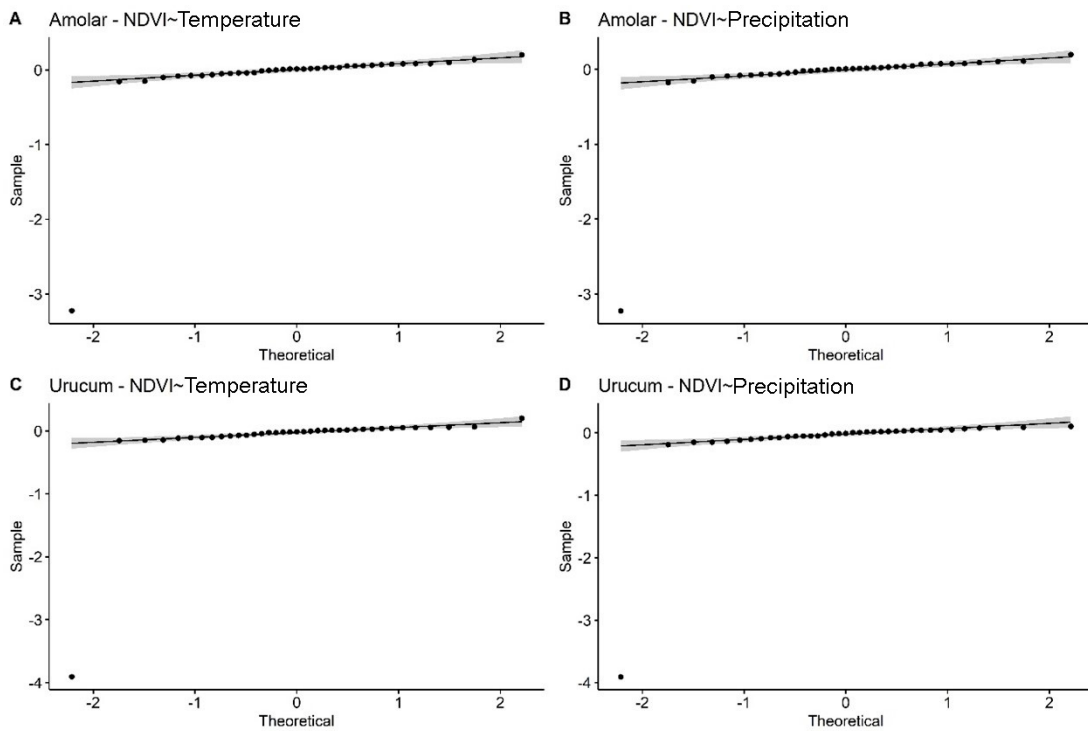 A Amolar - NDVI~Temperature
0
-1
-2
-3
Sample
-2 -1 0 1 2
Theoretical
B Amolar - NDVI~Precipitation
0
-1
-2
-3
Sample
-2 -1 0 1 2
Theoretical
C Urucum - NDVI~Temperature
0
-1
-2
-3
-4
Sample
-2 -1 0 1 2
Theoretical
D Urucum - NDVI~Precipitation
0
-1
-2
-3
-4
Sample
-2 -1 0 1 2
Theoretical